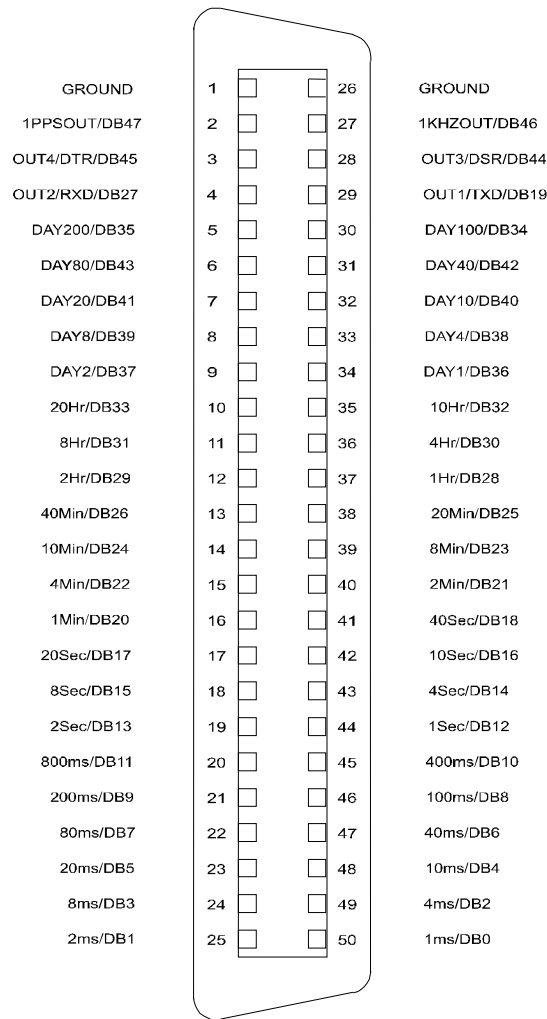 GROUND 1 26 GROUND
1PPSOUT/DB47 2 27 1KHZOUT/DB46
OUT4/DTR/DB45 3 28 OUT3/DSR/DB44
OUT2/RXD/DB27 4 29 OUT1/TXD/DB19
DAY200/DB35 5 30 DAY100/DB34
DAY80/DB43 6 31 DAY40/DB42
DAY20/DB41 7 32 DAY10/DB40
DAY8/DB39 8 33 DAY4/DB38
DAY2/DB37 9 34 DAY1/DB36
20Hr/DB33 10 35 10Hr/DB32
8Hr/DB31 11 36 4Hr/DB30
2Hr/DB29 12 37 1Hr/DB28
40Min/DB26 13 38 20Min/DB25
10Min/DB24 14 39 8Min/DB23
4Min/DB22 15 40 2Min/DB21
1Min/DB20 16 41 40Sec/DB18
20Sec/DB17 17 42 10Sec/DB16
8Sec/DB15 18 43 4Sec/DB14
2Sec/DB13 19 44 1Sec/DB12
800ms/DB11 20 45 400ms/DB10
200ms/DB9 21 46 100ms/DB8
80ms/DB7 22 47 40ms/DB6
20ms/DB5 23 48 10ms/DB4
8ms/DB3 24 49 4ms/DB2
2ms/DB1 25 50 1ms/DB0